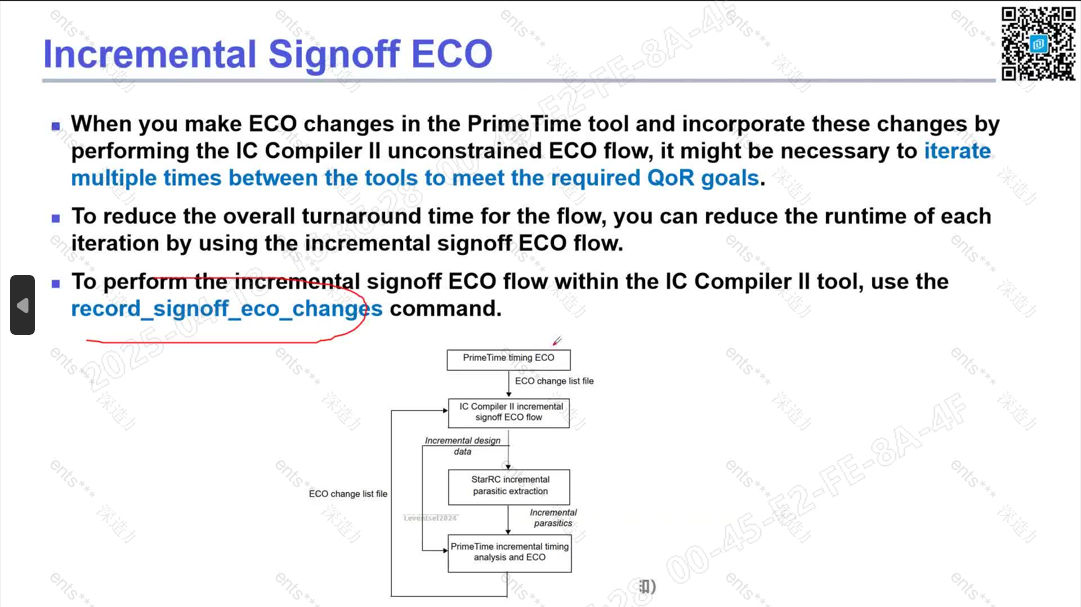 Incremental Signoff ECO
When you make ECO changes in the PrimeTime tool and incorporate these changes by
performing the IC Compiler II unconstrained ECO flow, it might be necessary to iterate
multiple times between the tools to meet the required QoR goals.
To reduce the overall turnaround time for the flow, you can reduce the runtime of each
iteration by using the incremental signoff ECO flow.
To perform the incremental signoff ECO flow within the IC Compiler II tool, use the
record_signoff_eco_changes command.
PrimeTime timing ECO
ECO change list file
IC Compiler II incremental
signoff ECO flow
Incremental design
data
StarRC incremental
parasitic extraction
ECO change list file
Incremental
parasitics
PrimeTime incremental timing
analysis and ECO